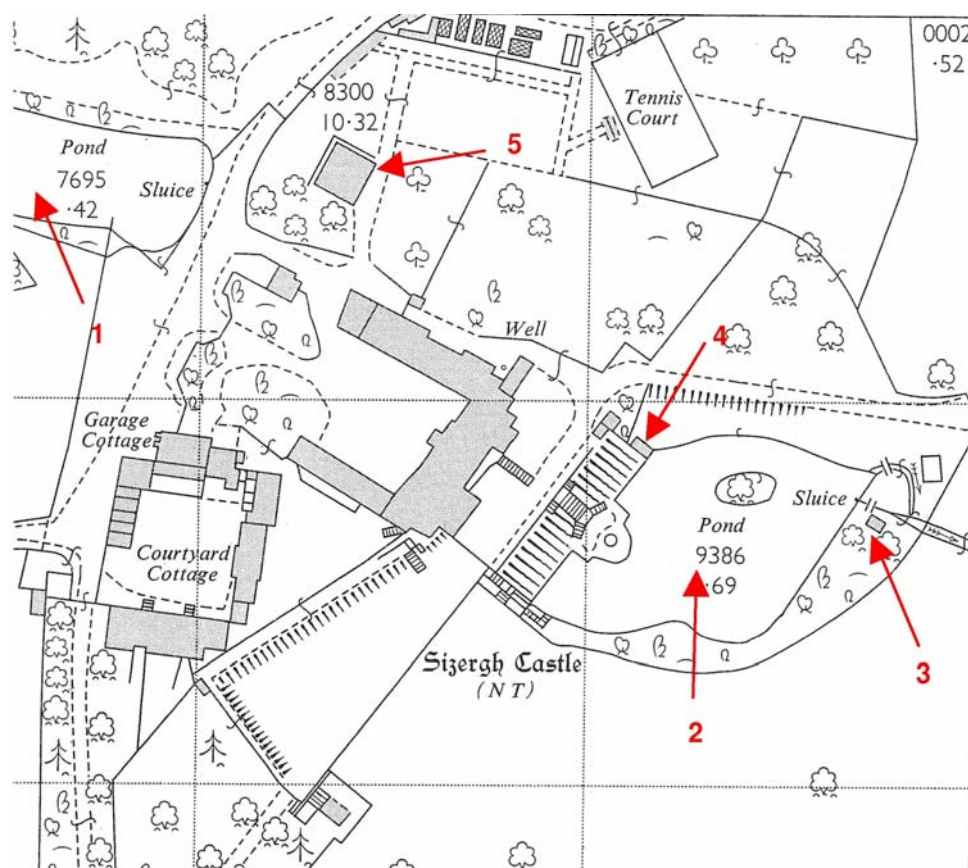 0002
·52
8300
10·32
5
Tennis
Court
Pond
7695
·42
Sluice
1
Well
4
Garage
Cottage
Sluice
Pond
9386
·69
Courtyard
Cottage
Sizergh Castle
(NT)
3
2